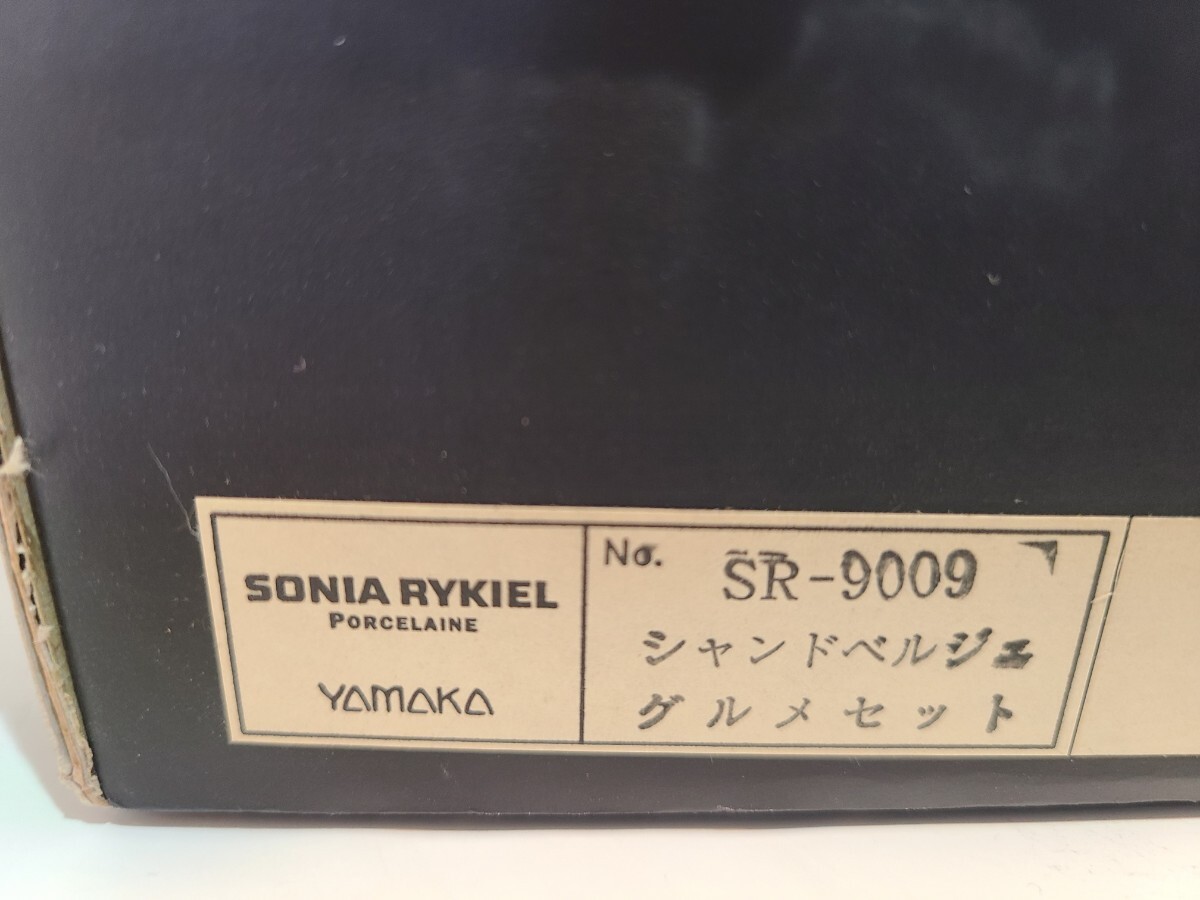 SONIA RYKIEL
PORCELAINE
YAMAKA
No. SR-9009
シャンドベルジェ
グルメセット